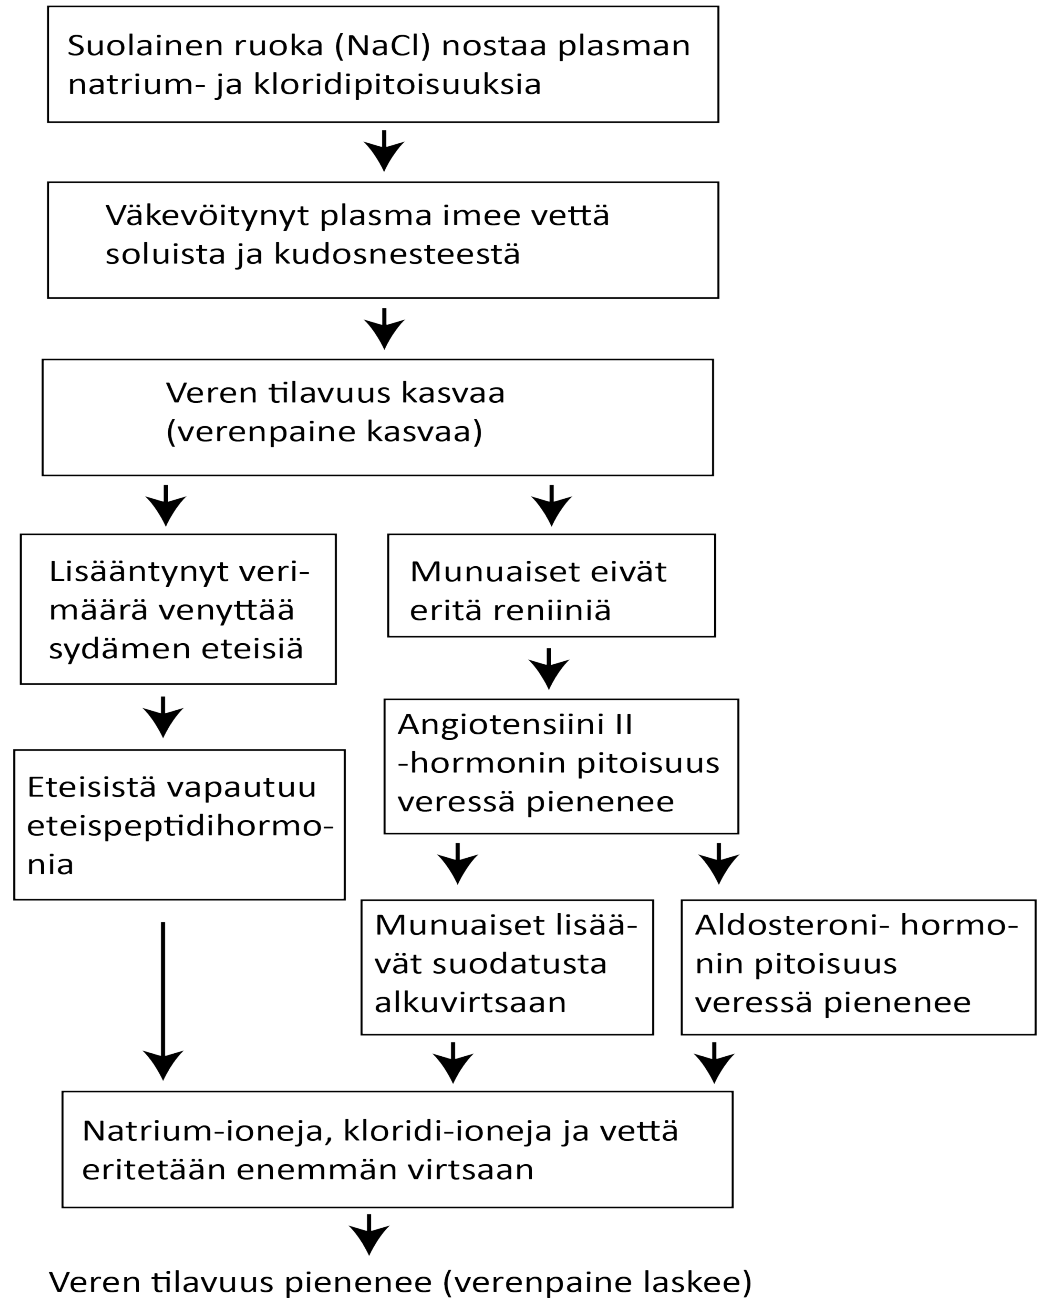 Suolainen ruoka (NaCl) nostaa plasman
natrium- ja kloridipitoisuuksia
Väkevöitynyt plasma imee vettä
soluista ja kudosnesteestä
Veren tilavuus kasvaa
(verenpaine kasvaa)
Lisääntynyt veri-
määrä venyttää
sydämen eteisiä
Munuaiset eivät
eritä reniiniä
Eteisistä vapautuu
eteispeptidihormo-
nia
Angiotensiini II
-hormonin pitoisuus
veressä pienenee
Munuaiset lisää-
vät suodatusta
alkuvirtsaan
Aldosteroni- hormo-
nin pitoisuus
veressä pienenee
Natrium-ioneja, kloridi-ioneja ja vettä
eritetään enemmän virtsaan
Veren tilavuus pienenee (verenpaine laskee)